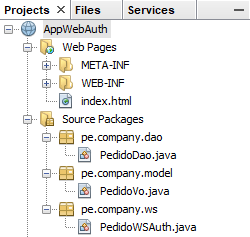 Projects Files Services
AppWebAuth
Web Pages
META-INF
WEB-INF
index.html
Source Packages
pe.company.dao
PedidoDao.java
pe.company.model
PedidoVo.java
pe.company.ws
PedidoWSAuth.java